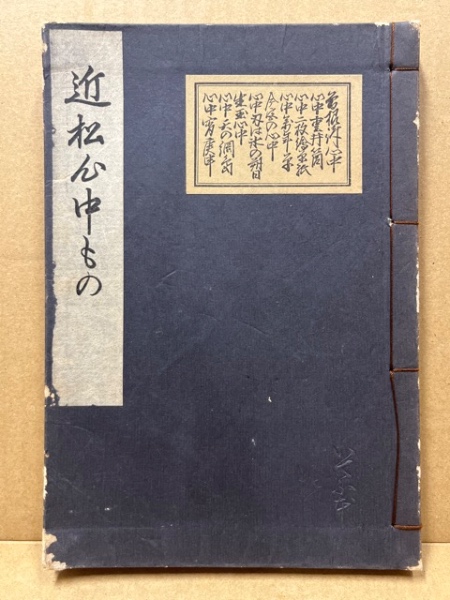 近松心中もの
曽根崎心中
心中重井筒
心中二枚絵草紙
心中万年草
今宮の心中
心中刃は氷の朔日
生玉心中
心中天の網島
心中宵庚申